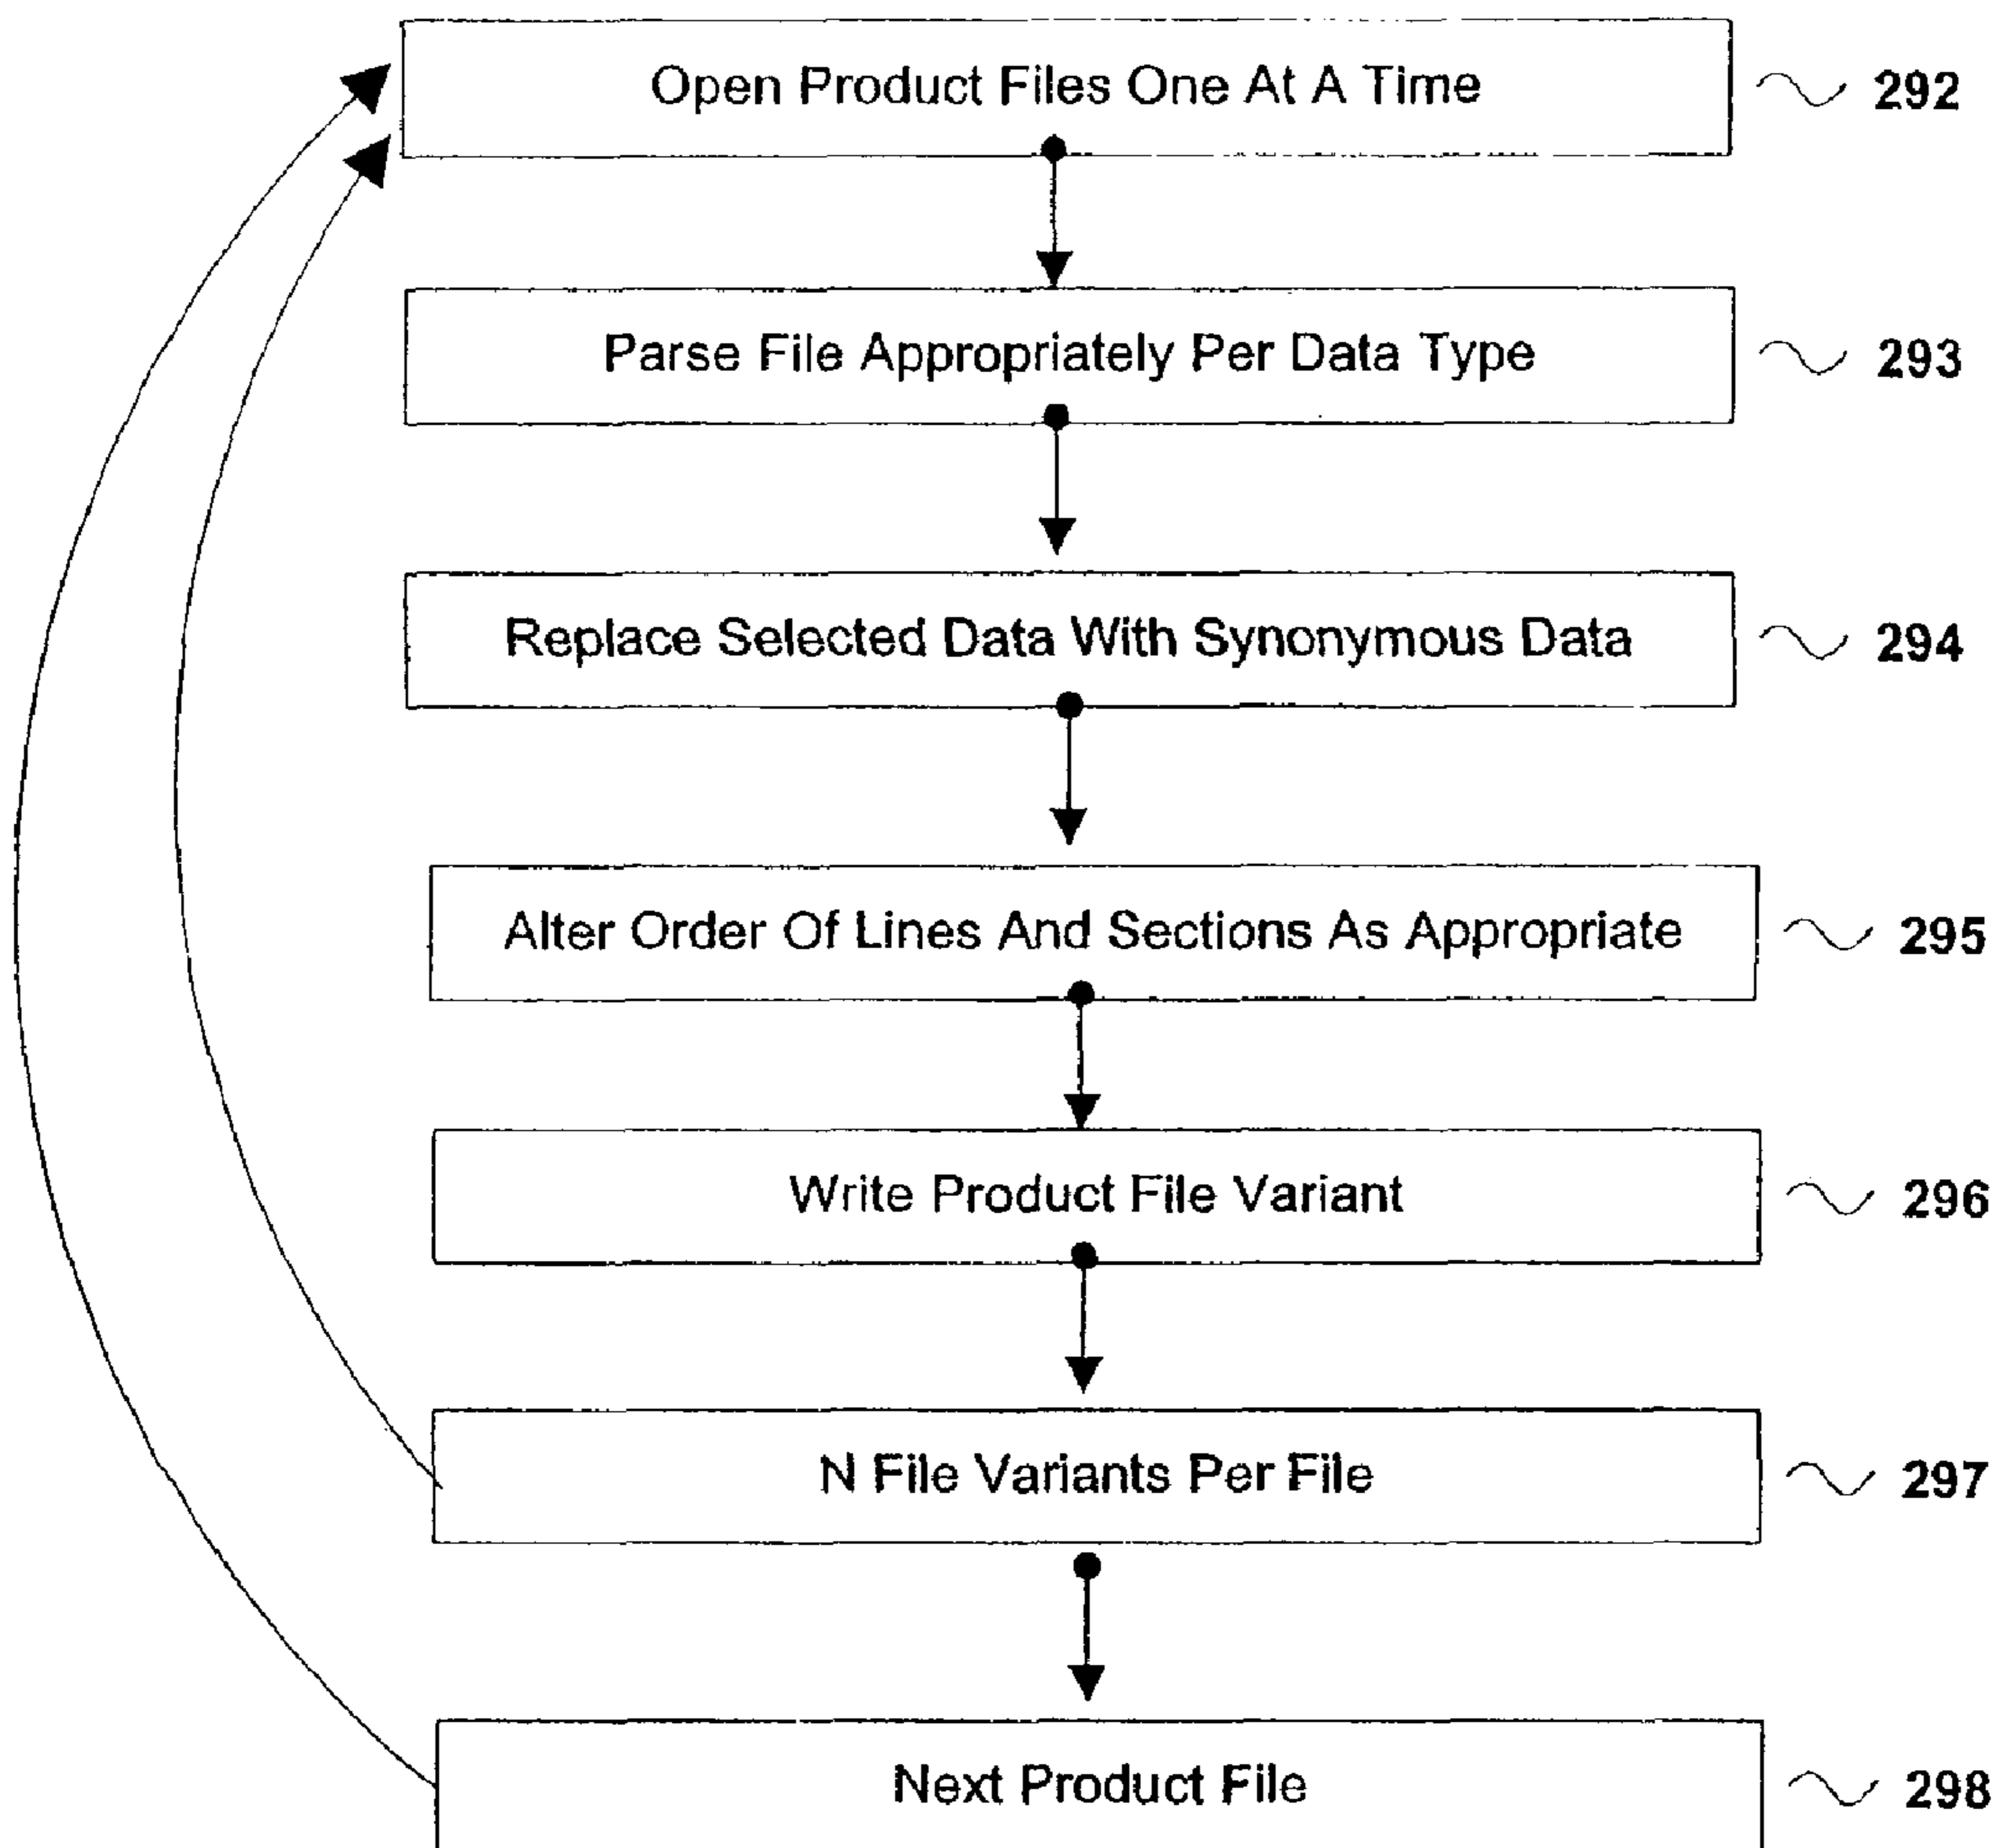 Open Product Files One At A Time 292
Parse File Appropriately Per Data Type 293
Replace Selected Data With Synonymous Data 294
Alter Order Of Lines And Sections As Appropriate 295
Write Product File Variant 296
N File Variants Per File 297
Next Product File 298